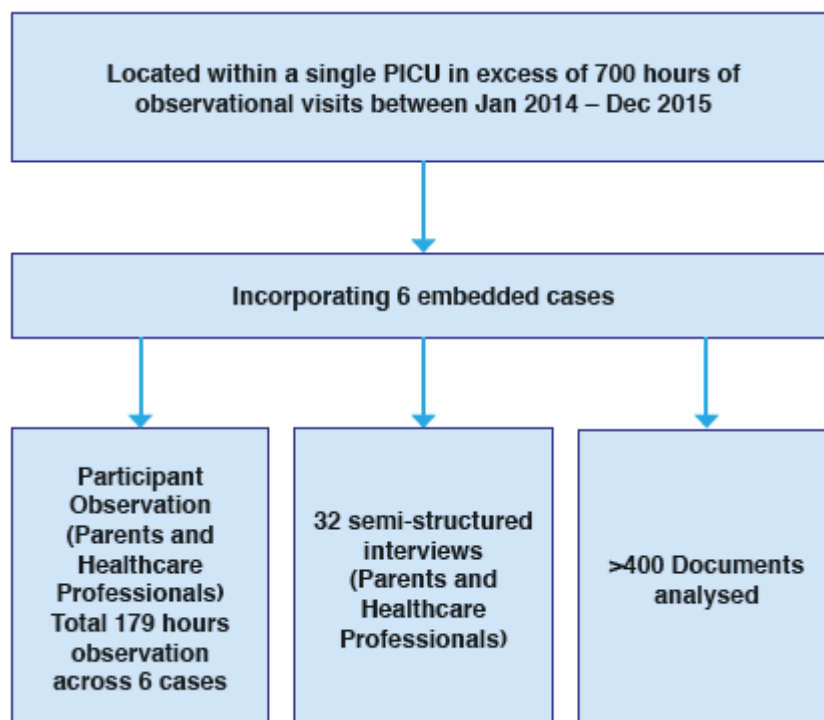 Located within a single PICU in excess of 700 hours of
observational visits between Jan 2014 – Dec 2015
Incorporating 6 embedded cases
Participant
Observation
(Parents and
Healthcare
Professionals)
Total 179 hours
observation
across 6 cases
32 semi-structured
interviews
(Parents and
Healthcare
Professionals)
>400 Documents
analysed